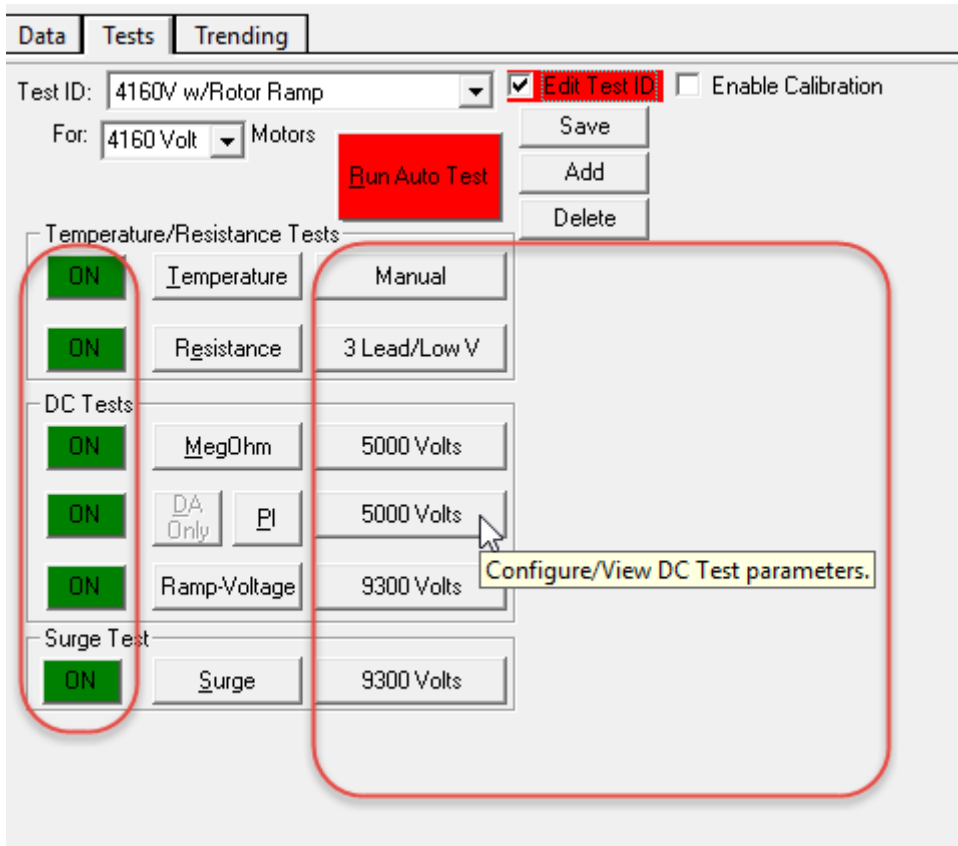 Data Tests Trending
Test ID: 4160V w/Rotor Ramp Edit Test ID Enable Calibration
For: 4160 Volt Motors Save
Run Auto Test Add
Delete
Temperature/Resistance Tests
ON Temperature Manual
ON Resistance 3 Lead/Low V
DC Tests
ON MegOhm 5000 Volts
ON DA Only PI 5000 Volts
Configure/View DC Test parameters.
ON Ramp-Voltage 9300 Volts
Surge Test
ON Surge 9300 Volts